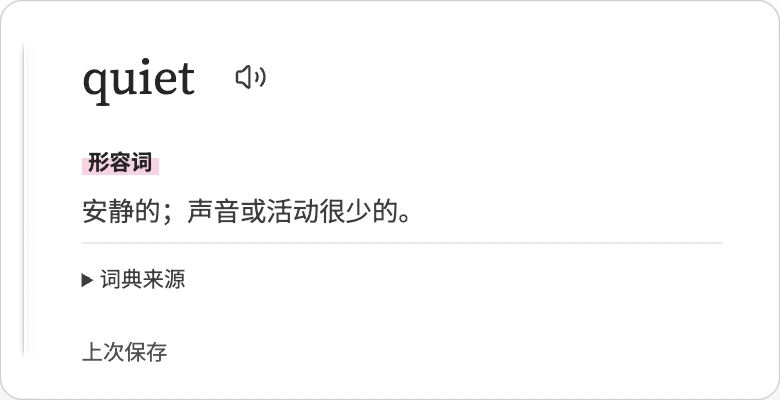 quiet
形容词
安静的；声音或活动很少的。
词典来源
上次保存